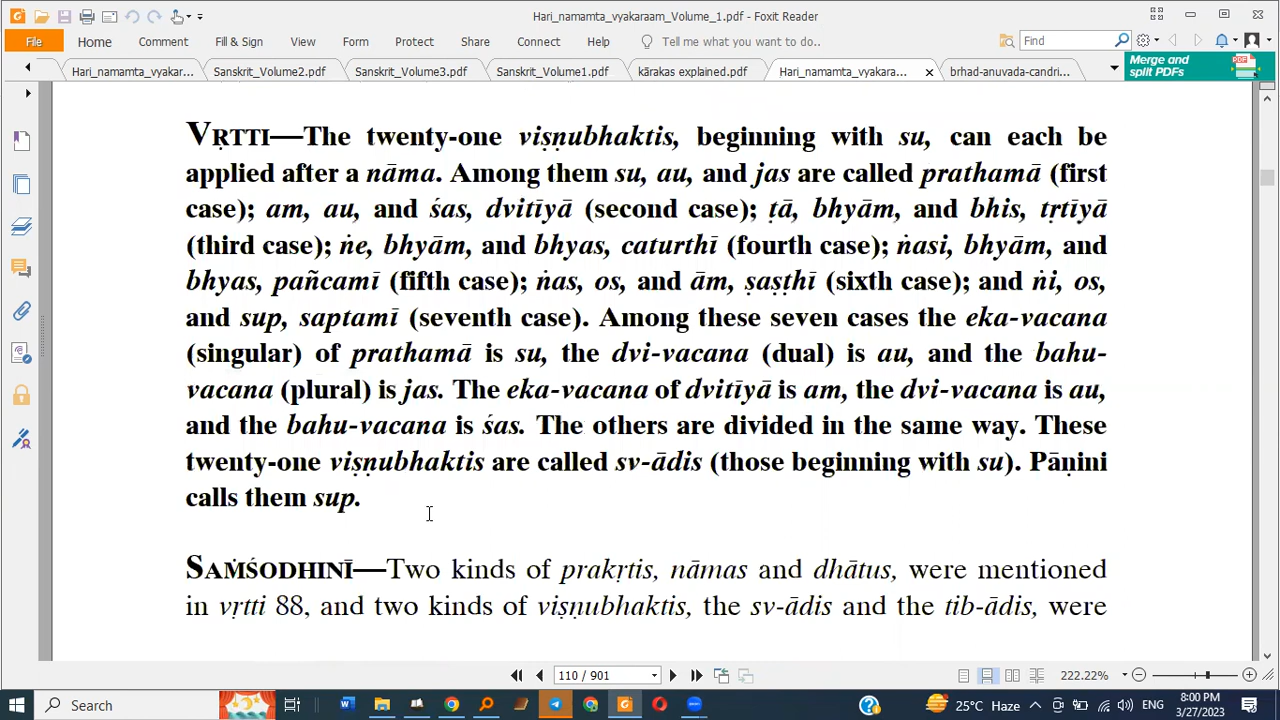 Hari_namamta_vyakaraam_Volume_1.pdf - Foxit Reader
File Home Comment Fill & Sign View Form Protect Share Connect Help Tell me what you want to do.. Find
Hari_namamta_vyakar... Sanskrit_Volume2.pdf Sanskrit_Volume3.pdf Sanskrit_Volume1.pdf kārakas explained.pdf Hari_namamta_vyakara... brhad-anuvada-candri... Merge and
split PDFs
VṚTTI—The twenty-one viṣṇubhaktis, beginning with su, can each be
applied after a nāma. Among them su, au, and jas are called prathamā (first
case); am, au, and śas, dvitīyā (second case); ṭā, bhyām, and bhis, tṛtīyā
(third case); ṅe, bhyām, and bhyas, caturthī (fourth case); ṅasi, bhyām, and
bhyas, pañcamī (fifth case); ṅas, os, and ām, ṣaṣṭhī (sixth case); and ṅi, os,
and sup, saptamī (seventh case). Among these seven cases the eka-vacana
(singular) of prathamā is su, the dvi-vacana (dual) is au, and the bahu-
vacana (plural) is jas. The eka-vacana of dvitīyā is am, the dvi-vacana is au,
and the bahu-vacana is śas. The others are divided in the same way. These
twenty-one viṣṇubhaktis are called sv-ādis (those beginning with su). Pāṇini
calls them sup.
SAṀŚODHINĪ—Two kinds of prakṛtis, nāmas and dhātus, were mentioned
in vṛtti 88, and two kinds of viṣṇubhaktis, the sv-ādis and the tib-ādis, were
110 / 901 222.22%
Search 25°C Haze 8:00 PM
3/27/2023